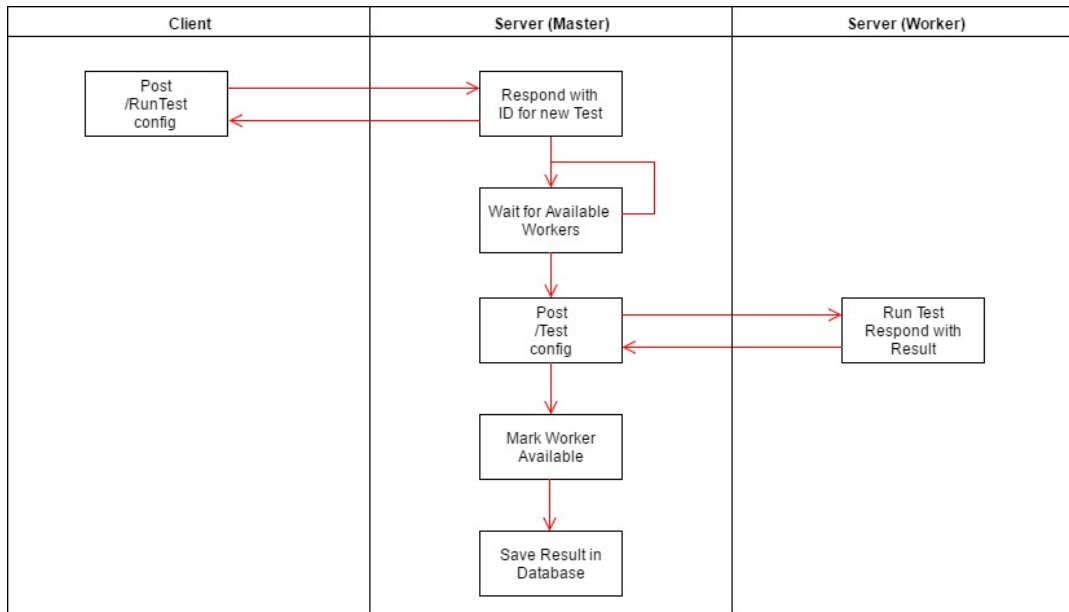 Client
Server (Master)
Server (Worker)
Post
/RunTest
config
Respond with
ID for new Test
Wait for Available
Workers
Post
/Test
config
Run Test
Respond with
Result
Mark Worker
Available
Save Result in
Database